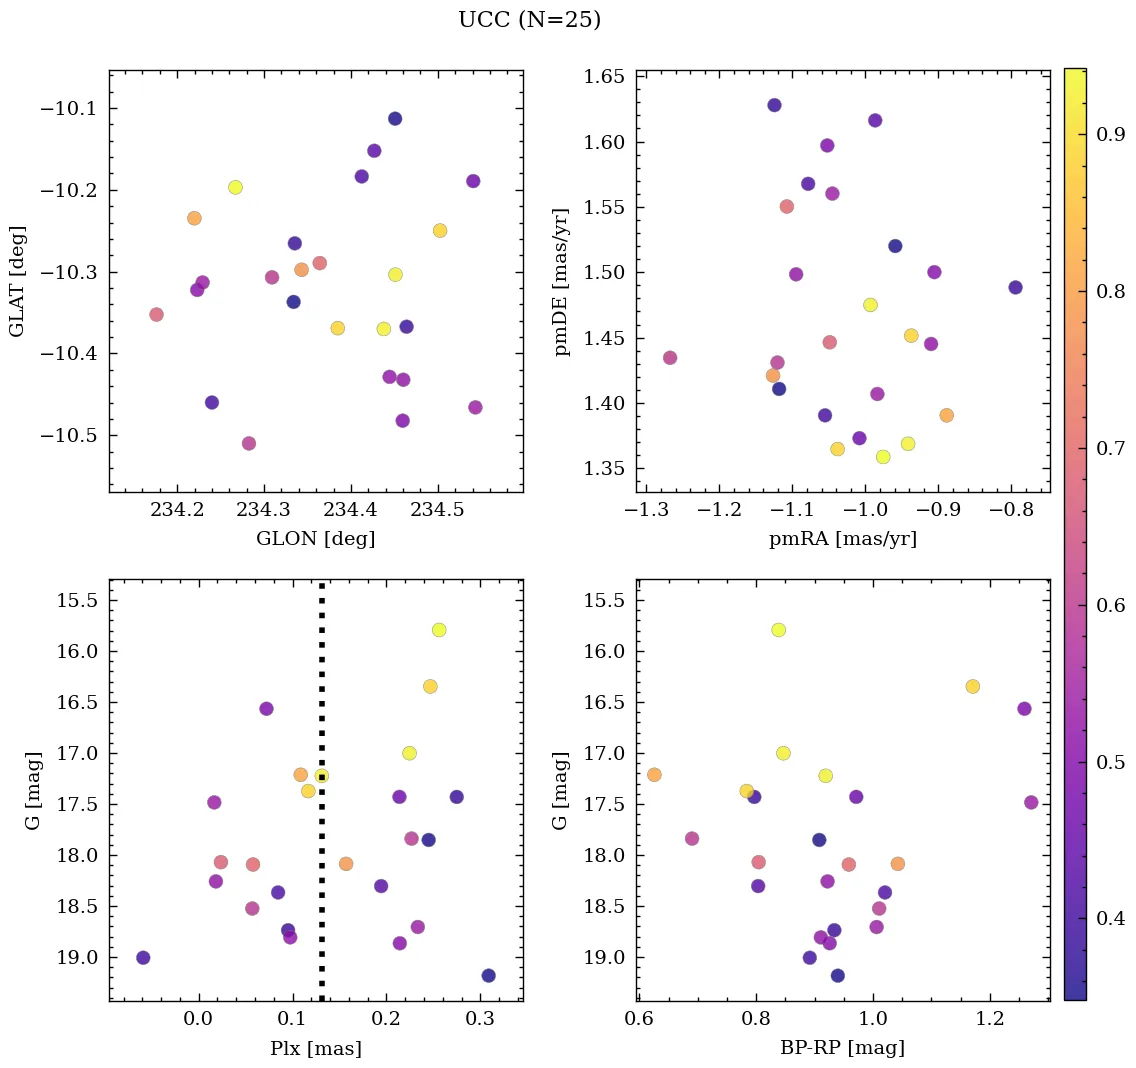 UCC (N=25)
−10.1
−10.2
−10.3
−10.4
−10.5
GLAT [deg]
234.2 234.3 234.4 234.5
GLON [deg]
1.65
1.60
1.55
1.50
1.45
1.40
1.35
pmDE [mas/yr]
−1.3 −1.2 −1.1 −1.0 −0.9 −0.8
pmRA [mas/yr]
15.5
16.0
16.5
17.0
17.5
18.0
18.5
19.0
G [mag]
0.0 0.1 0.2 0.3
Plx [mas]
15.5
16.0
16.5
17.0
17.5
18.0
18.5
19.0
G [mag]
0.6 0.8 1.0 1.2
BP-RP [mag]
0.9
0.8
0.7
0.6
0.5
0.4